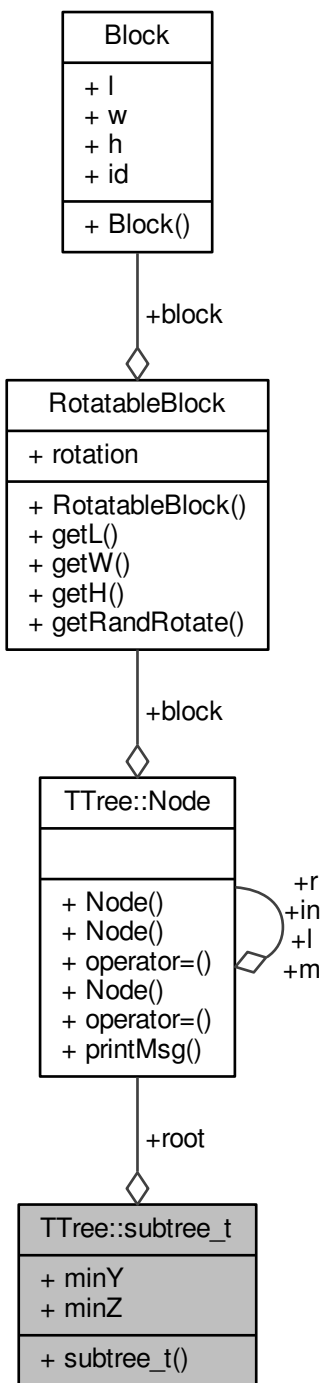 Block
+ l
+ w
+ h
+ id
+ Block()
+block
RotatableBlock
+ rotation
+ RotatableBlock()
+ getL()
+ getW()
+ getH()
+ getRandRotate()
+block
TTree::Node
+ Node()
+ Node()
+ operator=()
+ Node()
+ operator=()
+ printMsg()
+r
+in
+l
+m
+root
TTree::subtree_t
+ minY
+ minZ
+ subtree_t()